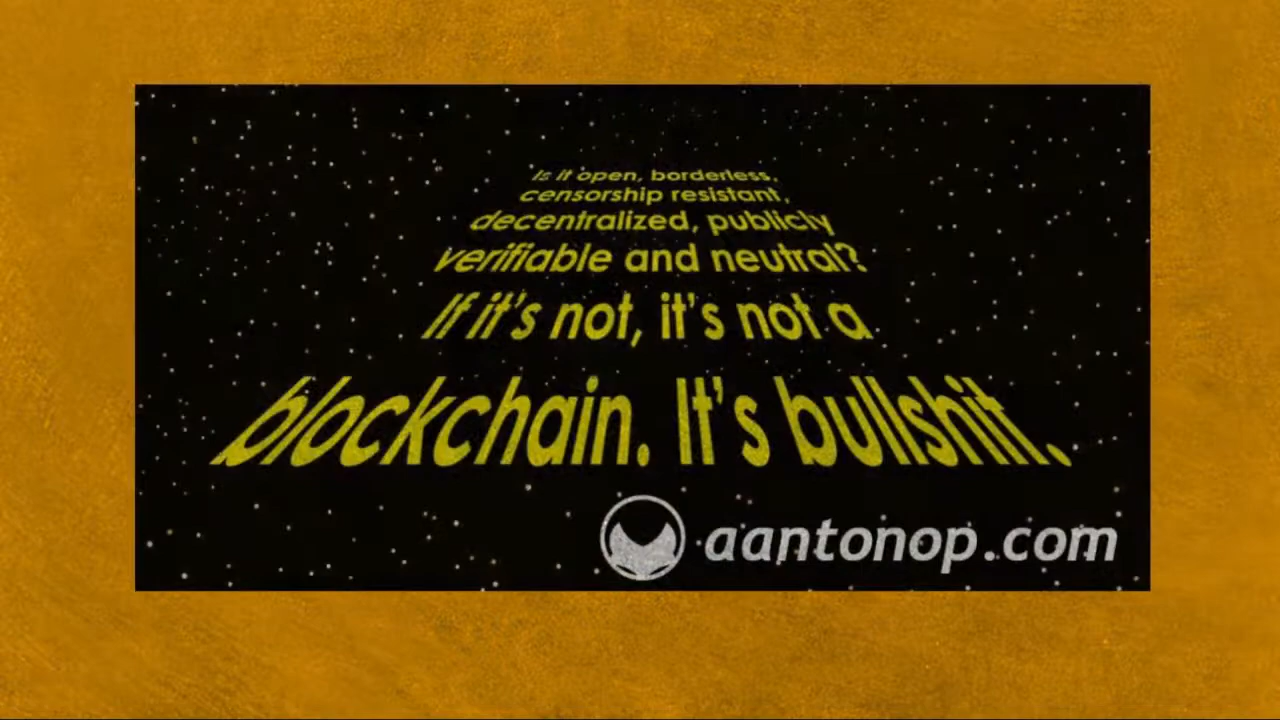 Is it open, borderless,
censorship resistant,
decentralized, publicly
verifiable and neutral?
If it's not, it's not a
blockchain. It's bullshit.
aantonop.com